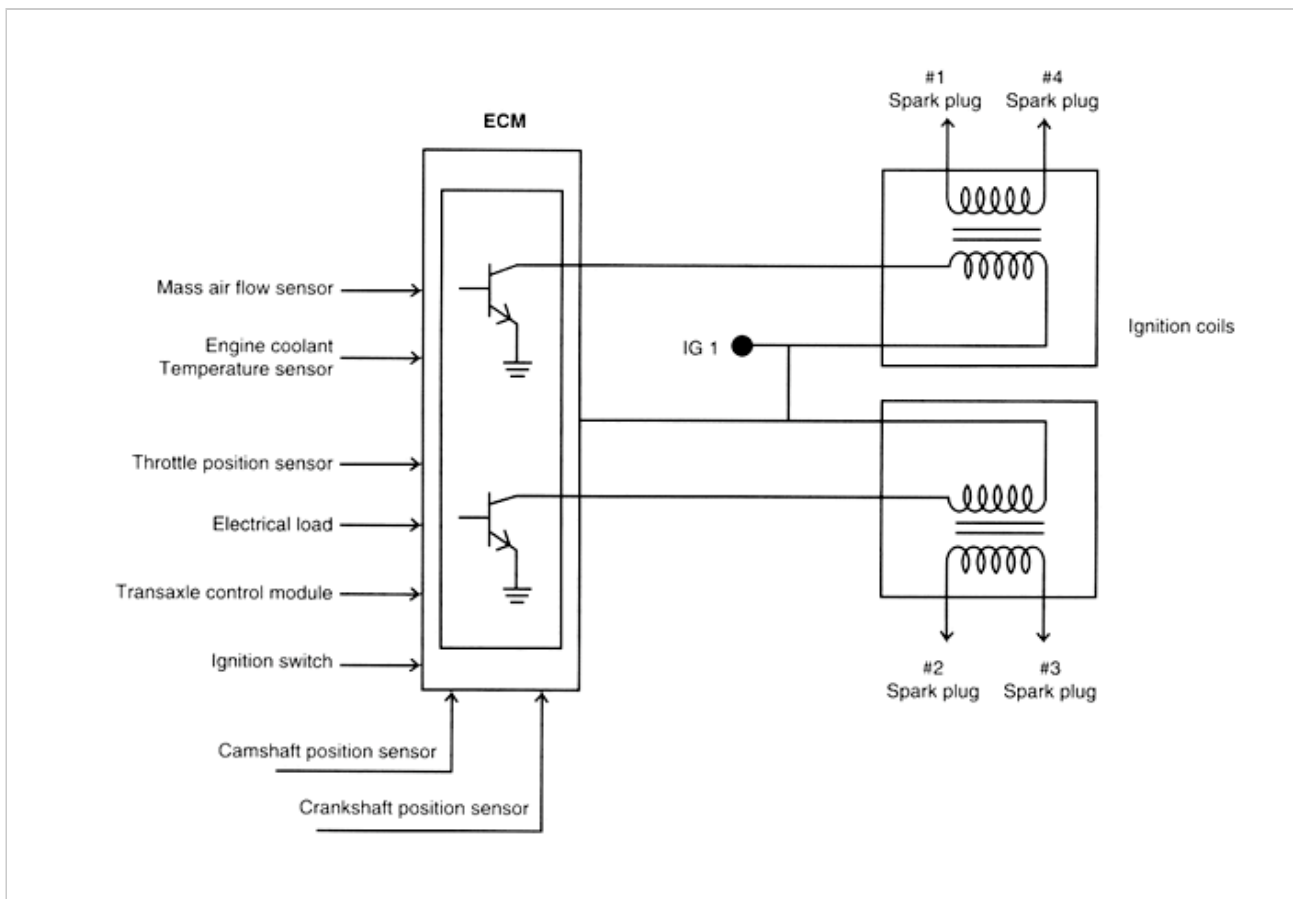 #1
Spark plug
#4
Spark plug
ECM
Mass air flow sensor
Engine coolant
Temperature sensor
Throttle position sensor
Electrical load
Transaxle control module
Ignition switch
Camshaft position sensor
Crankshaft position sensor
IG 1
Ignition coils
#2
Spark plug
#3
Spark plug